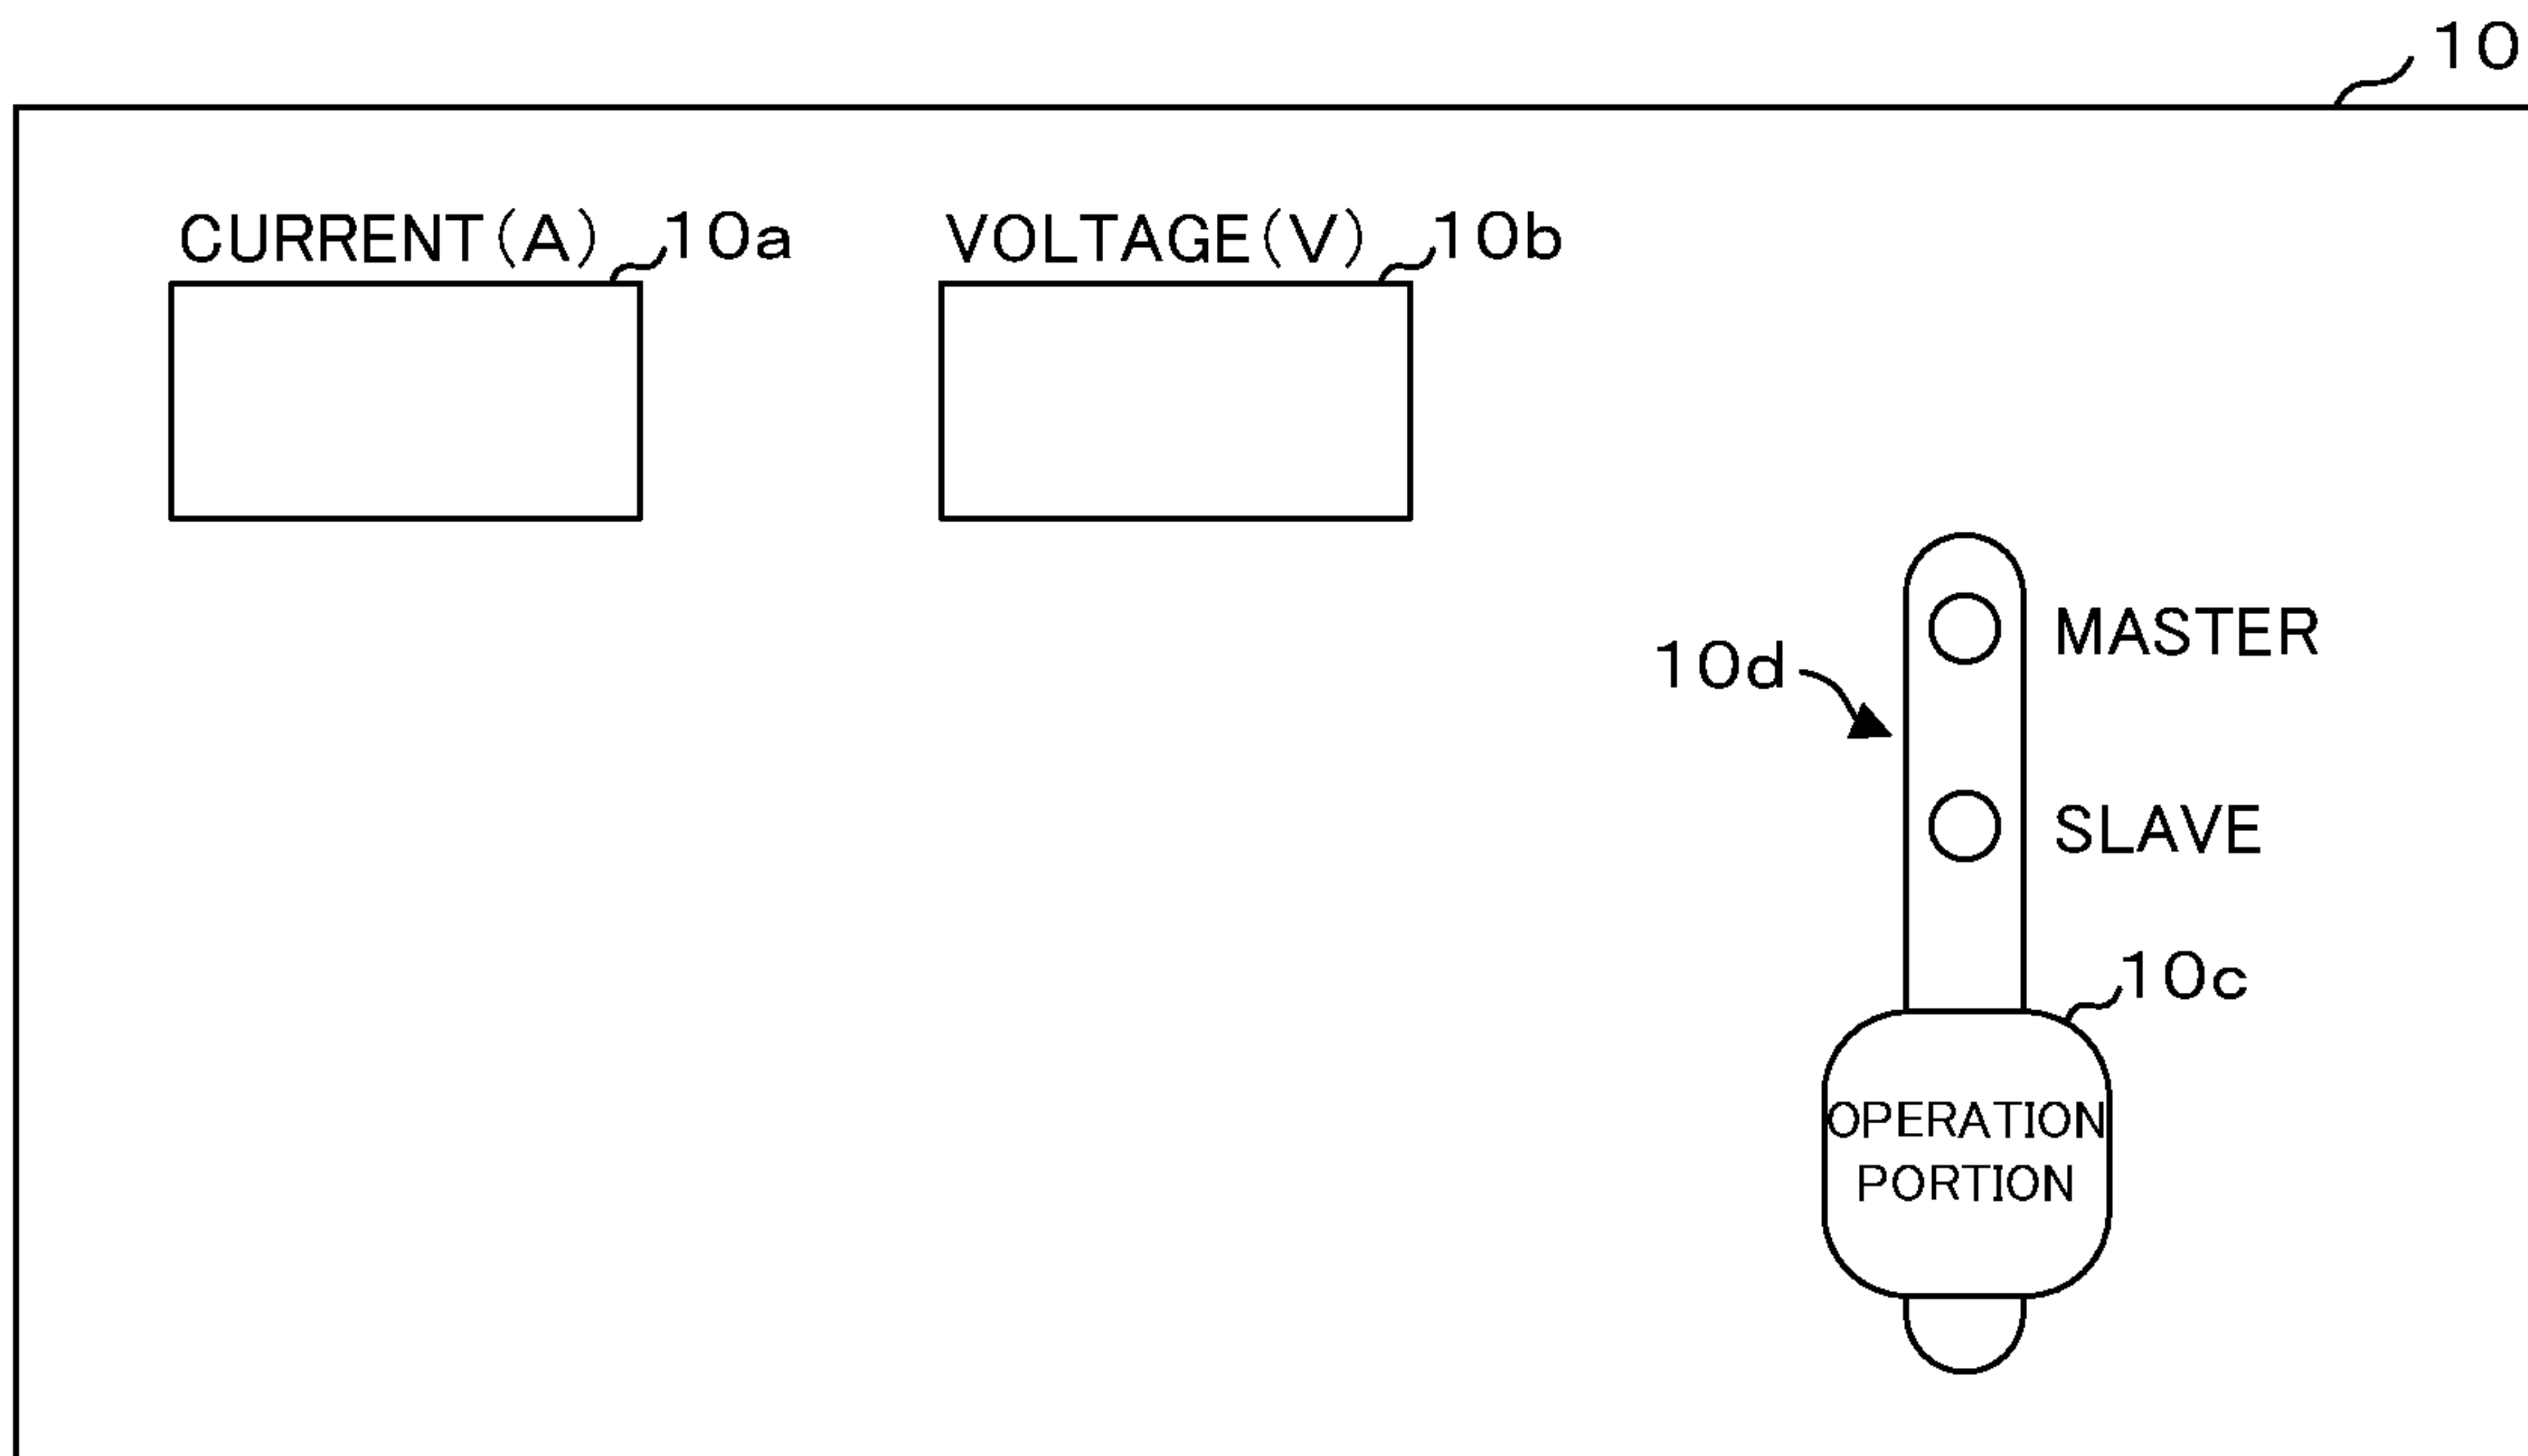 10
CURRENT(A) 10a
VOLTAGE(V) 10b
MASTER
10d
SLAVE
10c
OPERATION
PORTION